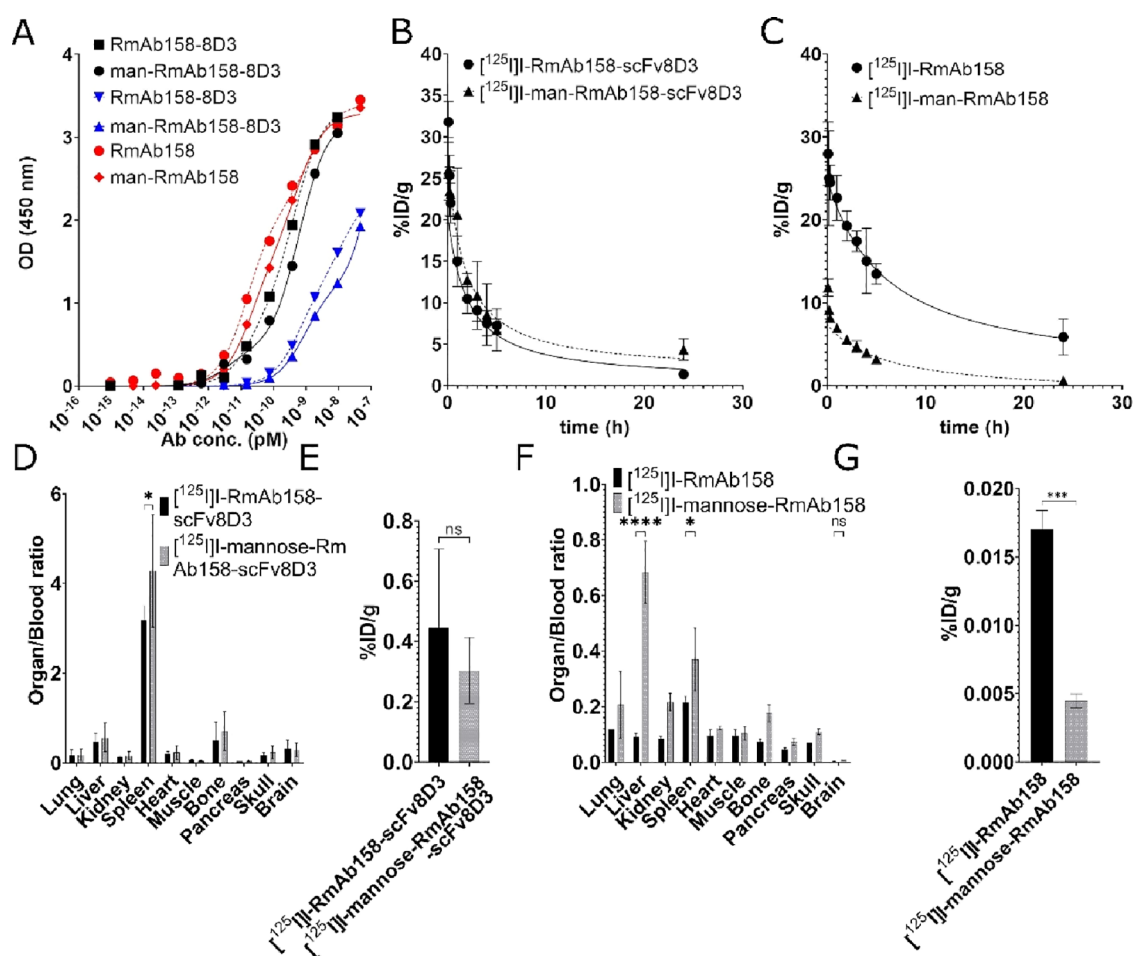 A
RmAb158-8D3
man-RmAb158-8D3
RmAb158-8D3
man-RmAb158-8D3
RmAb158
man-RmAb158
OD (450 nm)
4
3
2
1
0
10-16
10-15
10-14
10-13
10-12
10-11
10-10
10-9
10-8
10-7
Ab conc. (pM)
B
[125I]I-RmAb158-scFv8D3
[125I]I-man-RmAb158-scFv8D3
%ID/g
40
35
30
25
20
15
10
5
0
0 10 20 30
time (h)
C
[125I]I-RmAb158
[125I]I-man-RmAb158
%ID/g
40
35
30
25
20
15
10
5
0
0 10 20 30
time (h)
D
[125I]I-RmAb158-
scFv8D3
[125I]I-mannose-Rm
Ab158-scFv8D3
*
Organ/Blood ratio
6
4
2
0
Lung
Liver
Kidney
Spleen
Heart
Muscle
Bone
Pancreas
Skull
Brain
E
ns
%ID/g
0.8
0.6
0.4
0.2
0.0
[125I]I-RmAb158-scFv8D3
[125I]I-mannose-RmAb158
-scFv8D3
F
[125I]I-RmAb158
[125I]I-mannose-RmAb158
**** * ns
Organ/Blood ratio
1.0
0.8
0.6
0.4
0.2
0.0
Lung
Liver
Kidney
Spleen
Heart
Muscle
Bone
Pancreas
Skull
Brain
G
***
%ID/g
0.020
0.015
0.010
0.005
0.000
[125I]I-RmAb158
[125I]I-mannose-RmAb158